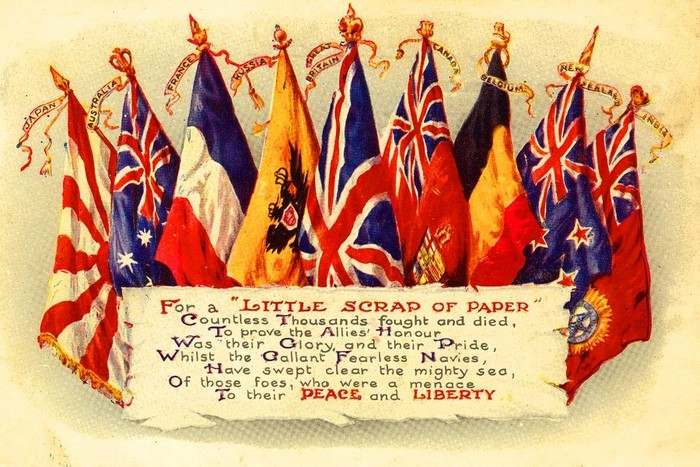 JAPAN
AUSTRALIA
FRANCE
RUSSIA
GREAT BRITAIN
CANADA
BELGIUM
NEW ZEALAND
INDIA
For a "LITTLE SCRAP OF PAPER"
Countless Thousands fought and died,
To prove the Allies' Honour
Was their Glory, and their Pride,
Whilst the Gallant Fearless Navies,
Have swept clear the mighty sea,
Of those foes, who were a menace
To their PEACE and LIBERTY